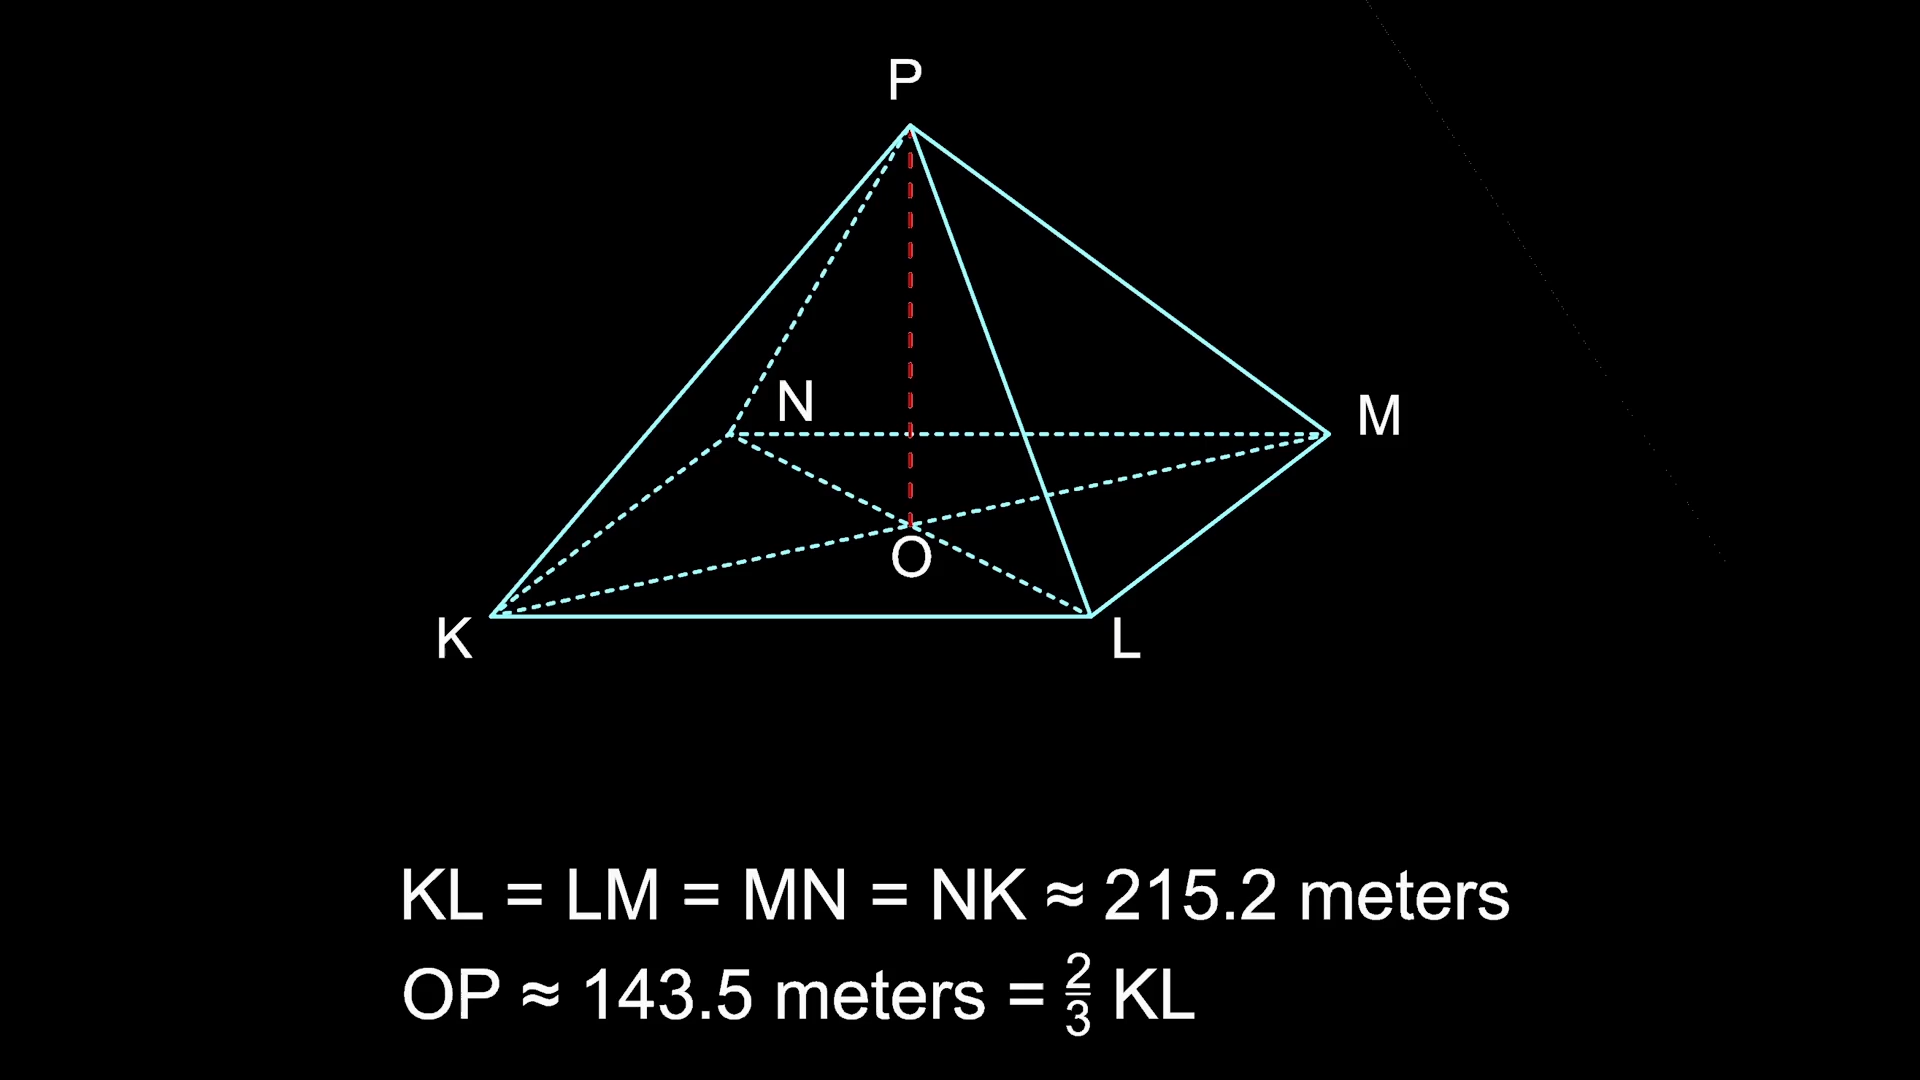 P
N
M
O
K
L
KL = LM = MN = NK ≈ 215.2 meters
OP ≈ 143.5 meters = 2/3 KL